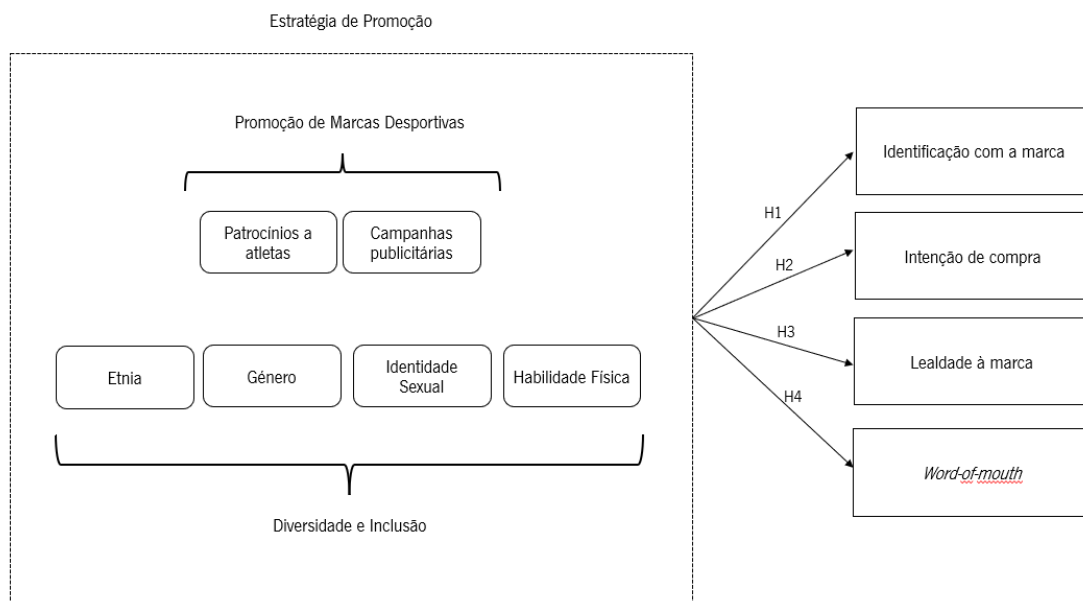 Estratégia de Promoção
Promoção de Marcas Desportivas
Patrocínios a
atletas
Campanhas
publicitárias
Etnia
Género
Identidade
Sexual
Habilidade Física
Diversidade e Inclusão
H1
H2
H3
H4
Identificação com a marca
Intenção de compra
Lealdade à marca
Word-of-mouth